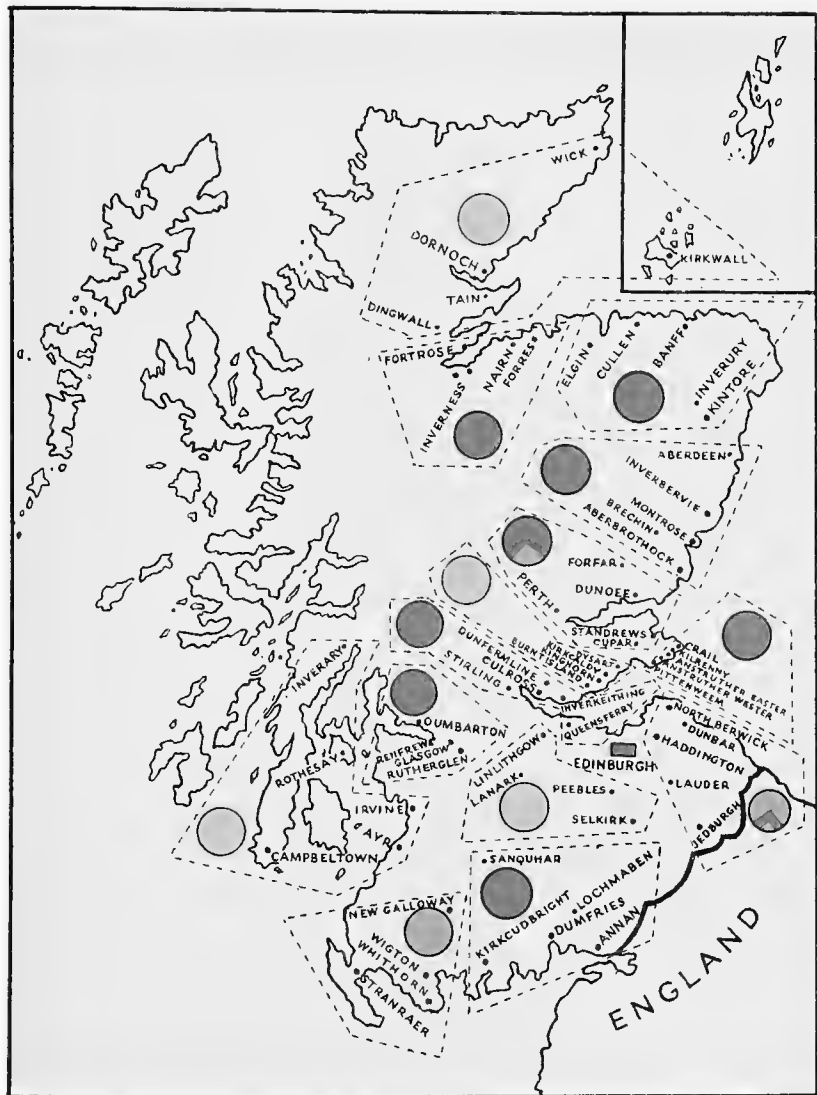 WICK
KIRKWALL
DORNOCH
TAIN
DINGWALL
FORTROSE
NAIRN
FORRES
INVERNESS
ELGIN
CULLEN
BANFF
INVERURY
KINTORE
ABERDEEN
INVERBERVIE
MONTROSE
BRECHIN
ABERBROTHOCK
FORFAR
PERTH
DUNDEE
ST ANDREWS
CUPAR
CRAIL
KILRENNY
ANSTRUTHER EASTER
ANSTRUTHER WESTER
PITTENWEEM
DYSART
KIRKCALDY
KINGHORN
BURNTISLAND
DUNFERMLINE
CULROSS
STIRLING
INVERKEITHING
QUEENSFERRY
INVERARY
DUMBARTON
RENFREW
GLASGOW
RUTHERGLEN
ROTHESAY
LINLITHGOW
LANARK
EDINBURGH
PEEBLES
SELKIRK
NORTH BERWICK
DUNBAR
HADDINGTON
LAUDER
JEDBURGH
IRVINE
AYR
CAMPBELTOWN
SANQUHAR
LOCHMABEN
DUMFRIES
ANNAN
KIRKCUDBRIGHT
NEW GALLOWAY
WIGTON
WHITHORN
STRANRAER
ENGLAND